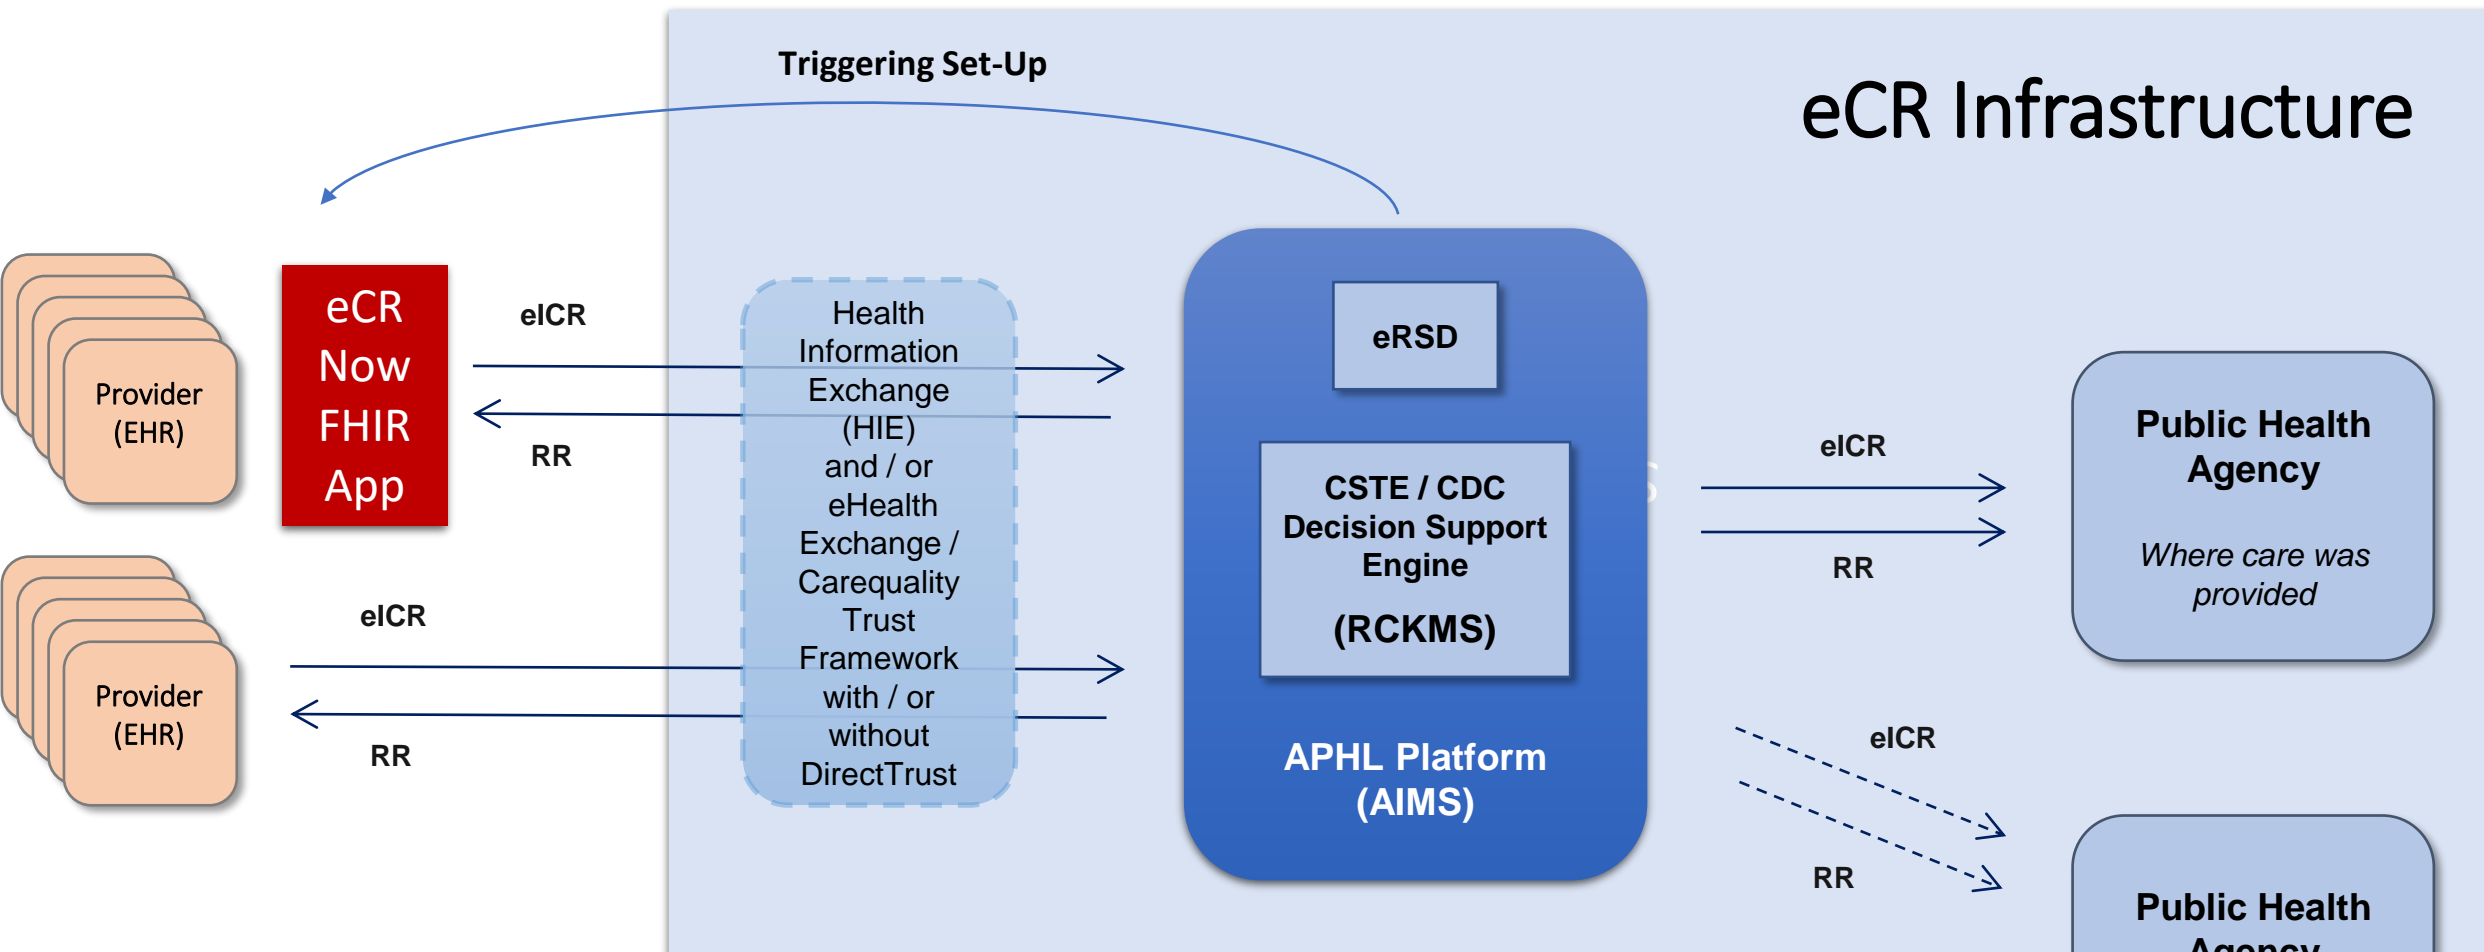 Triggering Set-Up
eCR Infrastructure
Provider
(EHR)
eCR
Now
FHIR
App
eICR
RR
Provider
(EHR)
eICR
RR
Health
Information
Exchange
(HIE)
and / or
eHealth
Exchange /
Carequality
Trust
Framework
with / or
without
DirectTrust
eRSD
CSTE / CDC
Decision Support
Engine
(RCKMS)
APHL Platform
(AIMS)
s
eICR
RR
Public Health
Agency
Where care was
provided
eICR
RR
Public Health
Agency